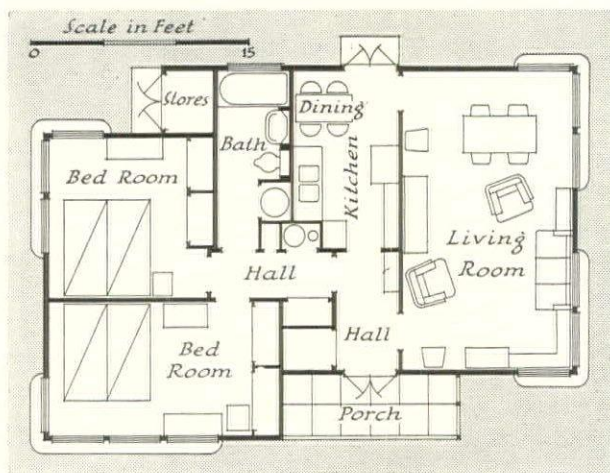 Scale in Feet
0 15
Stores
Dining
Bath
Bed Room
Kitchen
Living
Room
Hall
Hall
Bed
Room
Porch